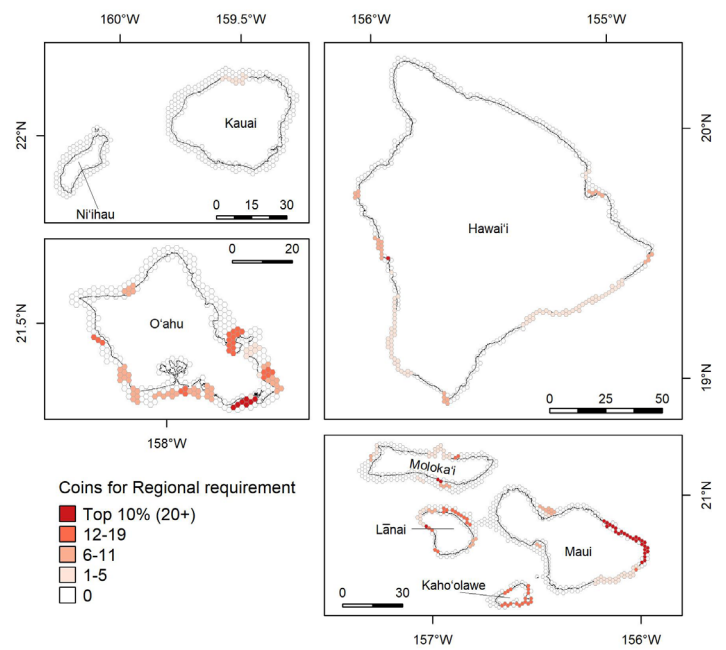 160°W 159.5°W
156°W 155°W
22°N
Kauai
Ni‘ihau
0 15 30
20°N
Hawai‘i
19°N
0 25 50
0 20
21.5°N
O‘ahu
158°W
Coins for Regional requirement
Top 10% (20+)
12-19
6-11
1-5
0
Moloka‘i
21°N
Lānai
Maui
Kaho‘olawe
0 30
157°W 156°W